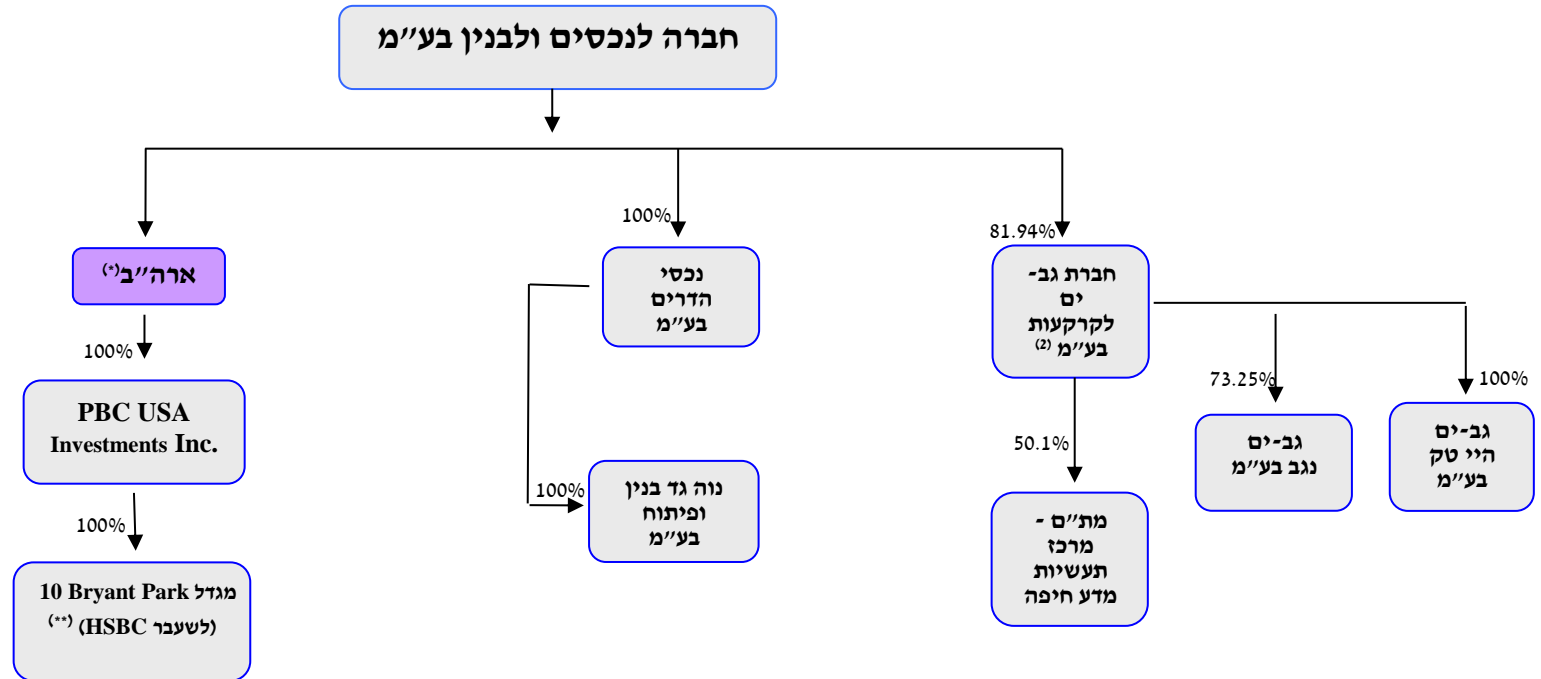 חברה לנכסים ולבנין בע״מ
100%
81.94%
ארה״ב(*)
נכסי
הדרים
בע״מ
חברת גב-
ים
לקרקעות
בע״מ (2)
100%
73.25%
100%
PBC USA
Investments Inc.
גב-ים
נגב בע״מ
גב-ים
היי טק
בע״מ
50.1%
100%
נוה גד בנין
ופיתוח
בע״מ
מת״ם -
מרכז
תעשיות
מדע חיפה
100%
מגדל 10 Bryant Park
(לשעבר HSBC) (**)